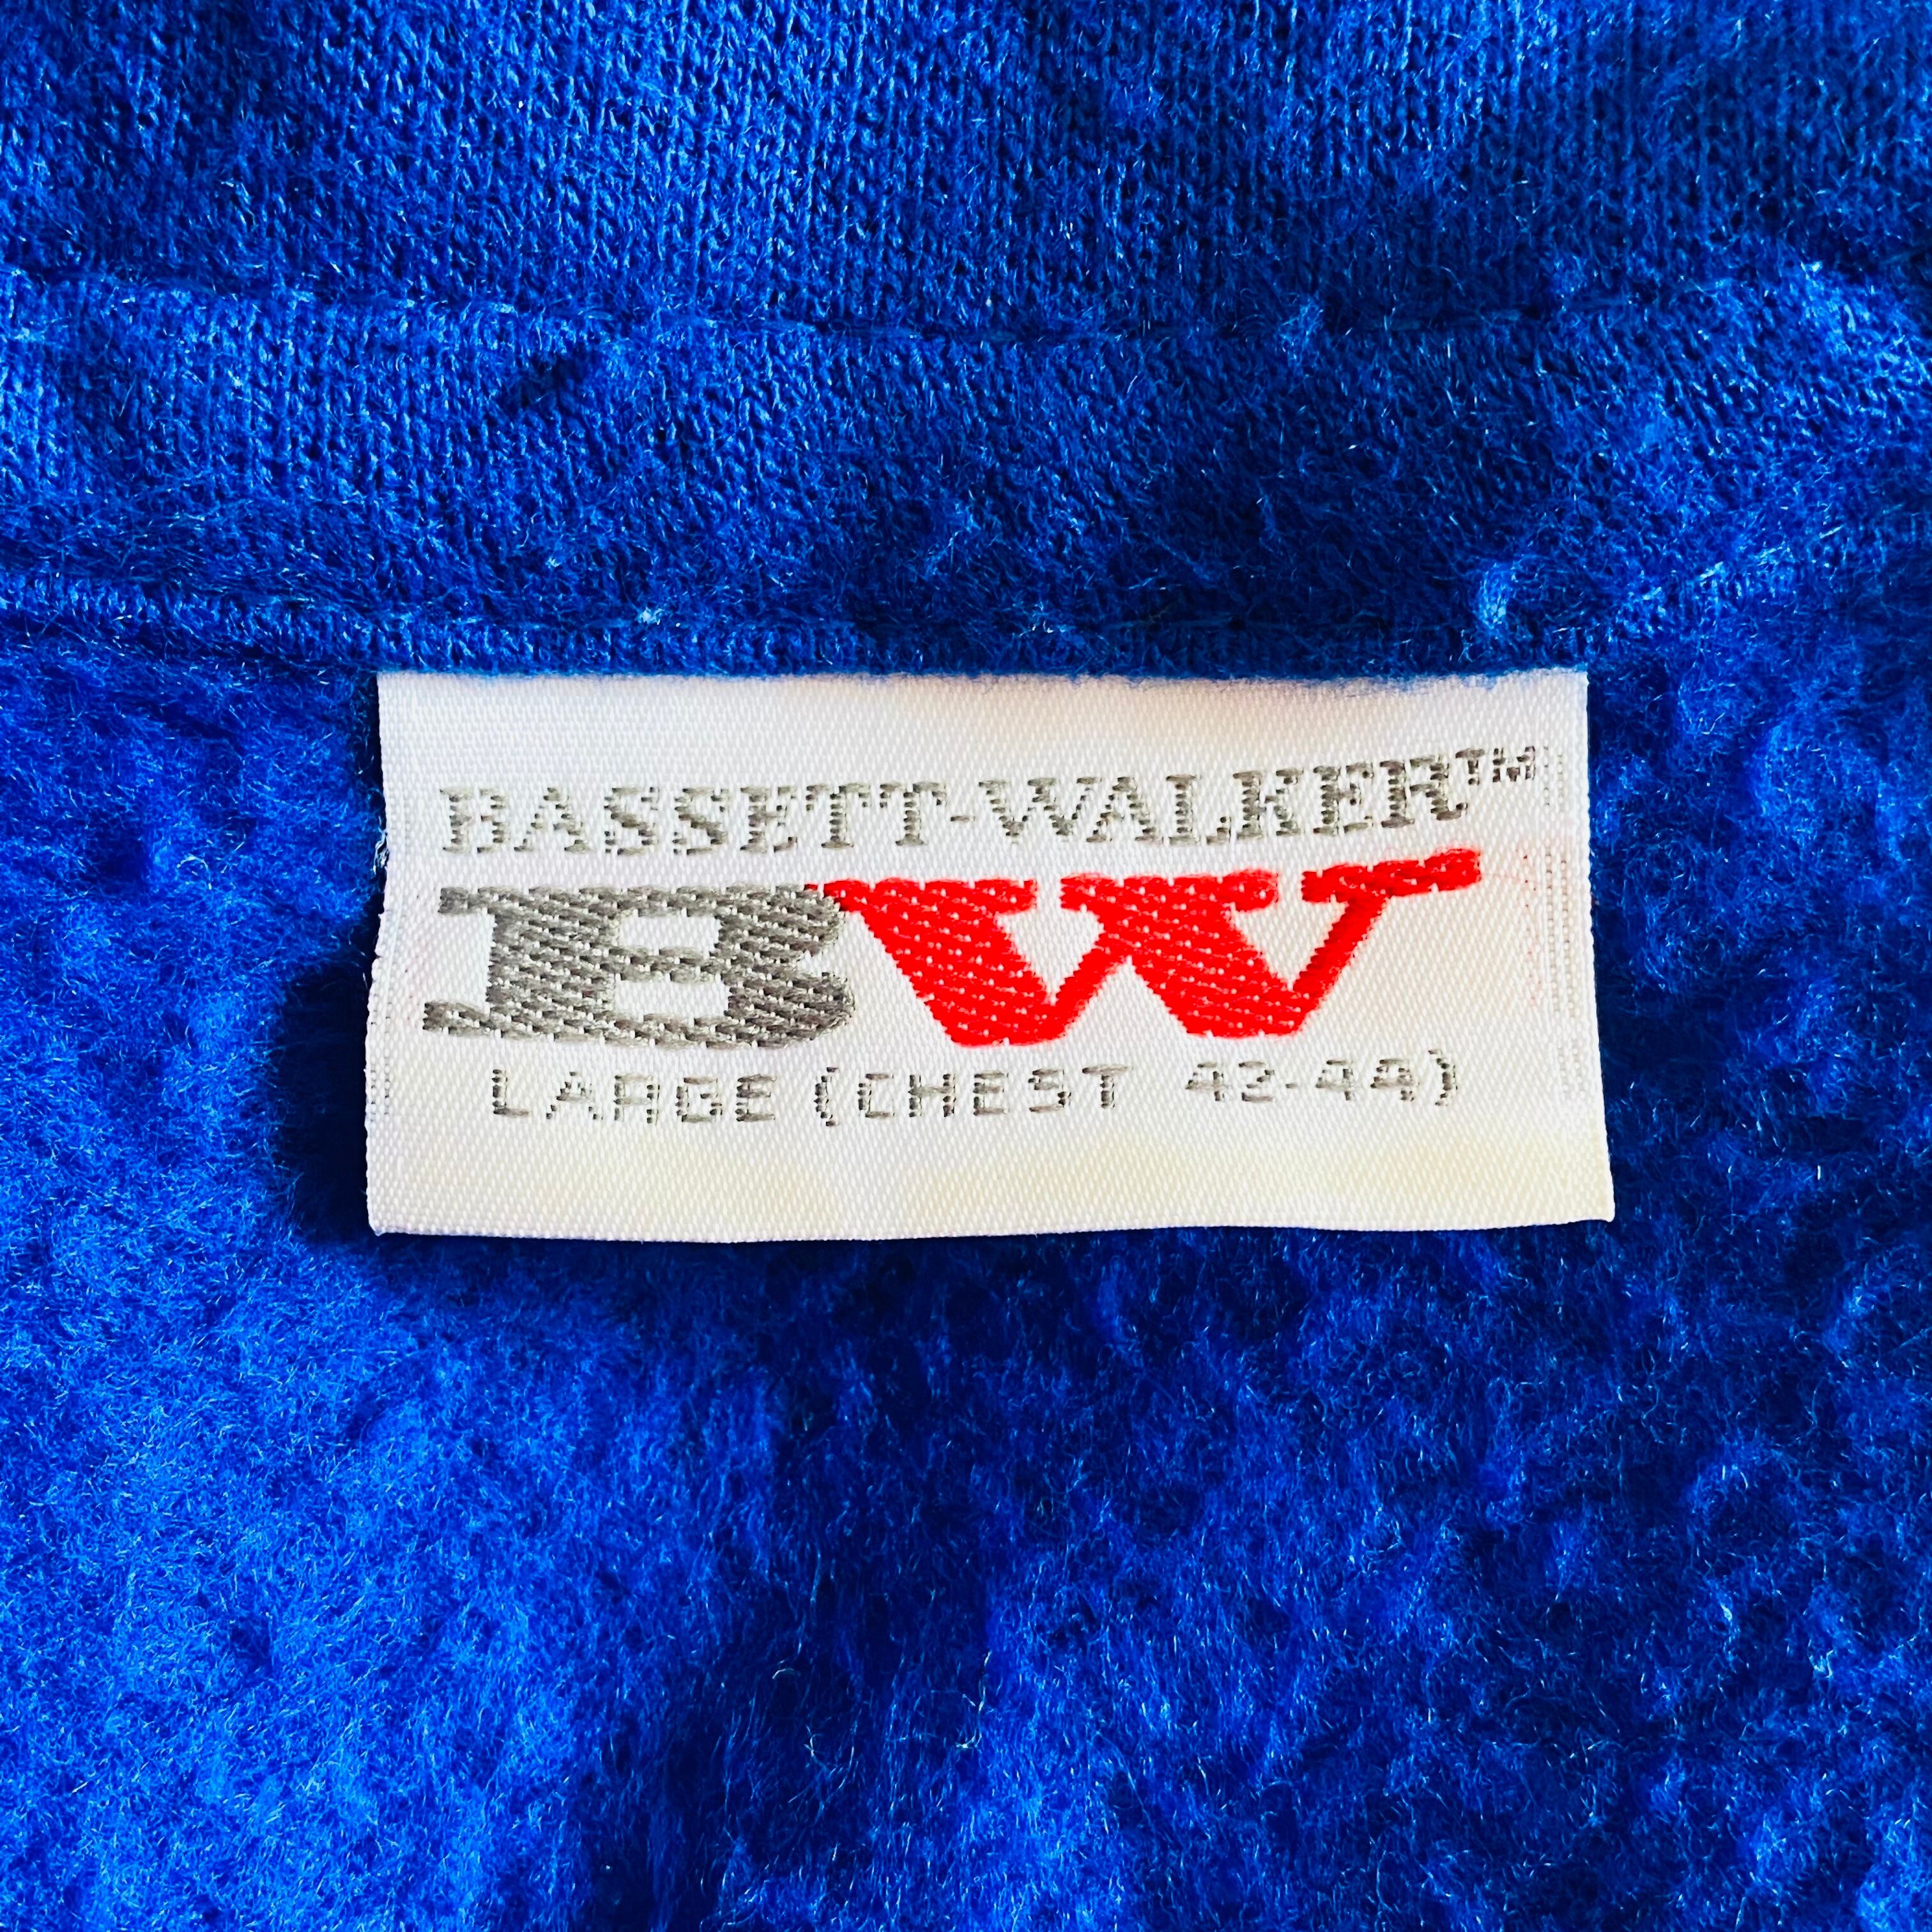 BASSETT-WALKER™
BW
LARGE (CHEST 42-44)